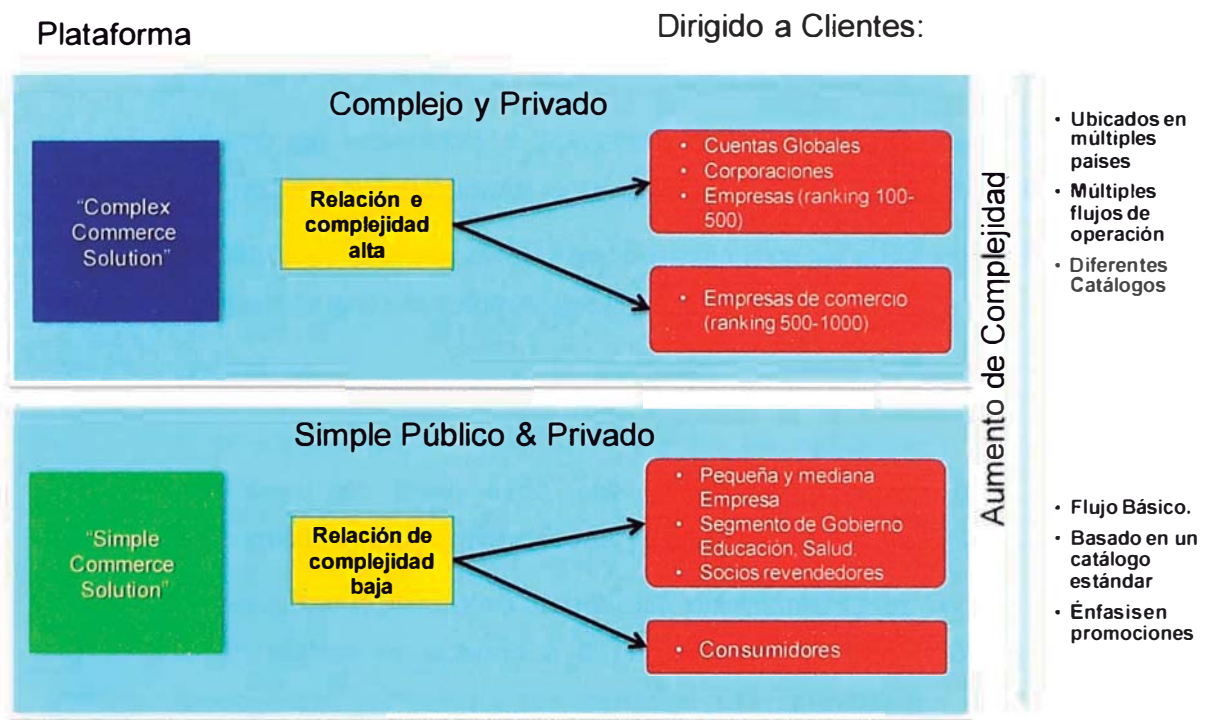 Plataforma
Dirigido a Clientes:
Complejo y Privado
"Complex
Commerce
Solution"
Relación e
complejidad
alta
• Cuentas Globales
• Corporaciones
• Empresas (ranking 100-
500)
• Empresas de comercio
(ranking 500-1000)
Simple Público & Privado
"Simple
Commerce
Solution"
Relación de
complejidad
baja
• Pequeña y mediana
Empresa
• Segmento de Gobierno
Educación, Salud.
• Socios revendedores
• Consumidores
Aumento de Complejidad
• Ubicados en
múltiples
países
• Múltiples
flujos de
operación
• Diferentes
Catálogos
• Flujo Básico.
• Basado en un
catálogo
estándar
• Énfasis en
promociones